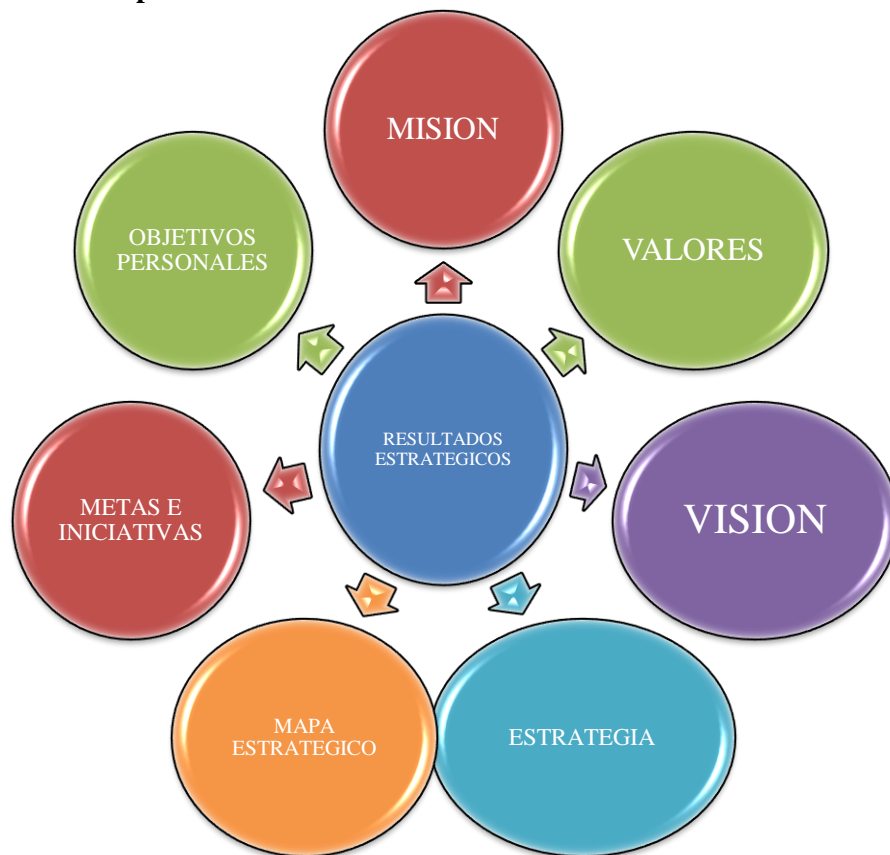 MISION
VALORES
VISION
ESTRATEGIA
MAPA
ESTRATEGICO
METAS E
INICIATIVAS
OBJETIVOS
PERSONALES
RESULTADOS
ESTRATEGICOS